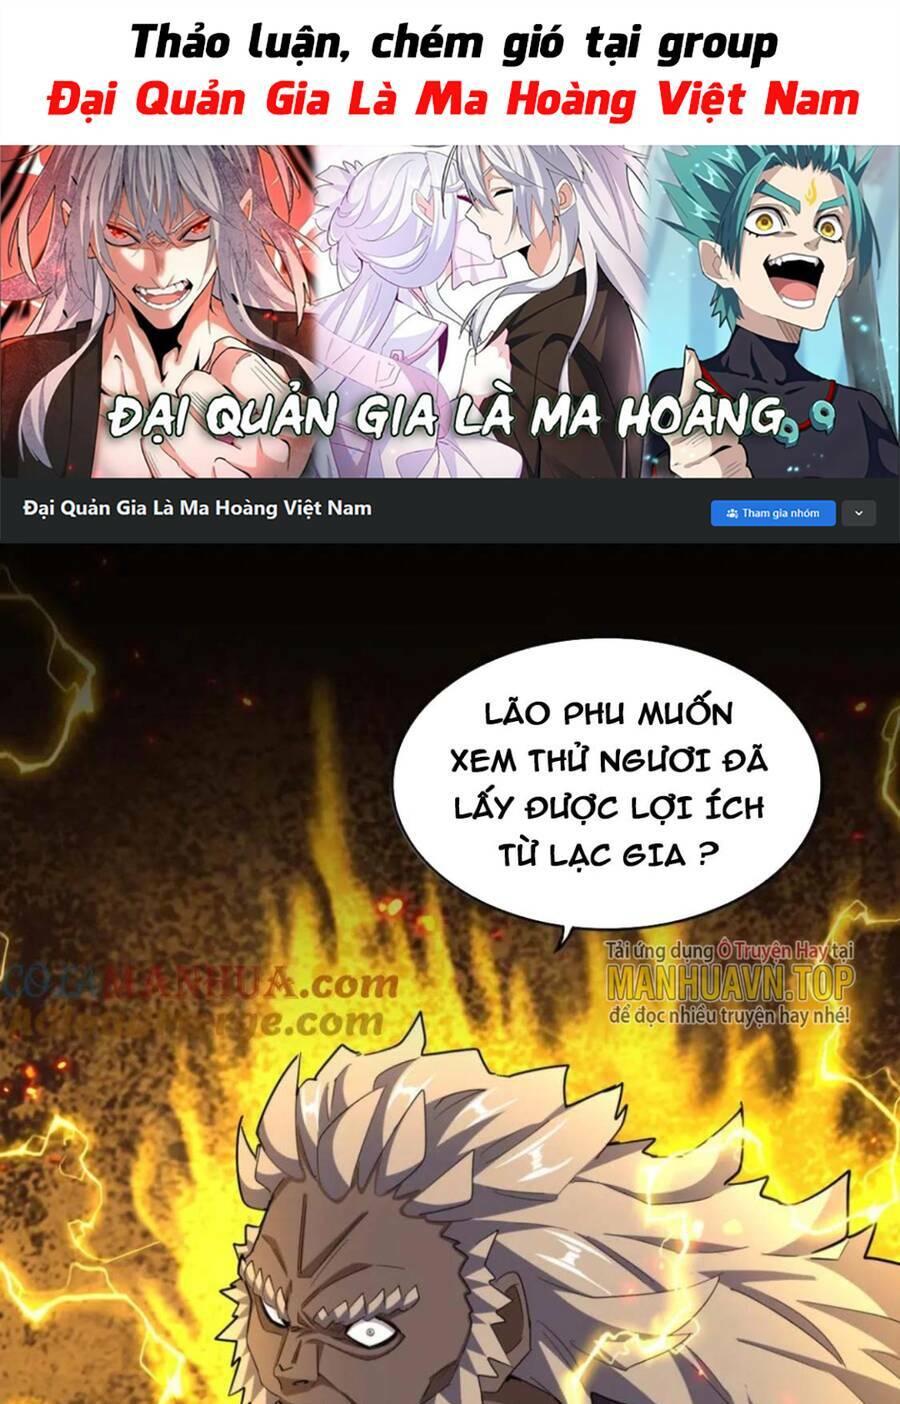 Thảo luận, chém gió tại group
Đại Quản Gia Là Ma Hoàng Việt Nam
ĐẠI QUẢN GIA LÀ MA HOÀNG
Đại Quản Gia Là Ma Hoàng Việt Nam
Tham gia nhóm
LÃO PHU MUỐN
XEM THỬ NGƯƠI ĐÃ
LẤY ĐƯỢC LỢI ÍCH
TỪ LẠC GIA ?
Tải ứng dụng Ô Truyện Hay tại
MANHUAVN.TOP
để đọc nhiều truyện hay nhé!
COLAMANHUA.com